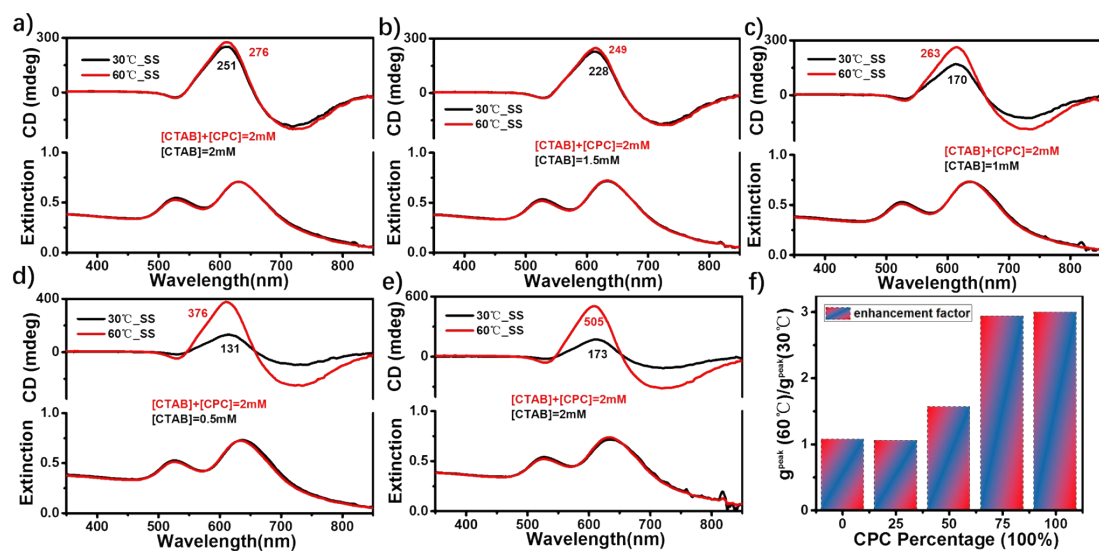 a)
300
CD (mdeg)
0
30℃_SS
60℃_SS
276
251
[CTAB]+[CPC]=2mM
[CTAB]=2mM
1.0
Extinction
0.5
0.0
400 500 600 700 800
Wavelength(nm)
b)
300
CD (mdeg)
0
249
228
30℃_SS
60℃_SS
[CTAB]+[CPC]=2mM
[CTAB]=1.5mM
1.0
Extinction
0.5
0.0
400 500 600 700 800
Wavelength(nm)
c)
300
CD (mdeg)
0
30℃_SS
60℃_SS
263
170
[CTAB]+[CPC]=2mM
[CTAB]=1mM
1.0
Extinction
0.5
0.0
400 500 600 700 800
Wavelength(nm)
d)
400
CD (mdeg)
0
30℃_SS
60℃_SS
376
131
[CTAB]+[CPC]=2mM
[CTAB]=0.5mM
1.0
Extinction
0.5
0.0
400 500 600 700 800
Wavelength(nm)
e)
600
CD (mdeg)
0
30℃_SS
60℃_SS
505
173
[CTAB]+[CPC]=2mM
[CTAB]=2mM
1.0
Extinction
0.5
0.0
400 500 600 700 800
Wavelength(nm)
f)
enhancement factor
g^peak (60℃)/g^peak(30℃)
3
2
1
0
0 25 50 75 100
CPC Percentage (100%)